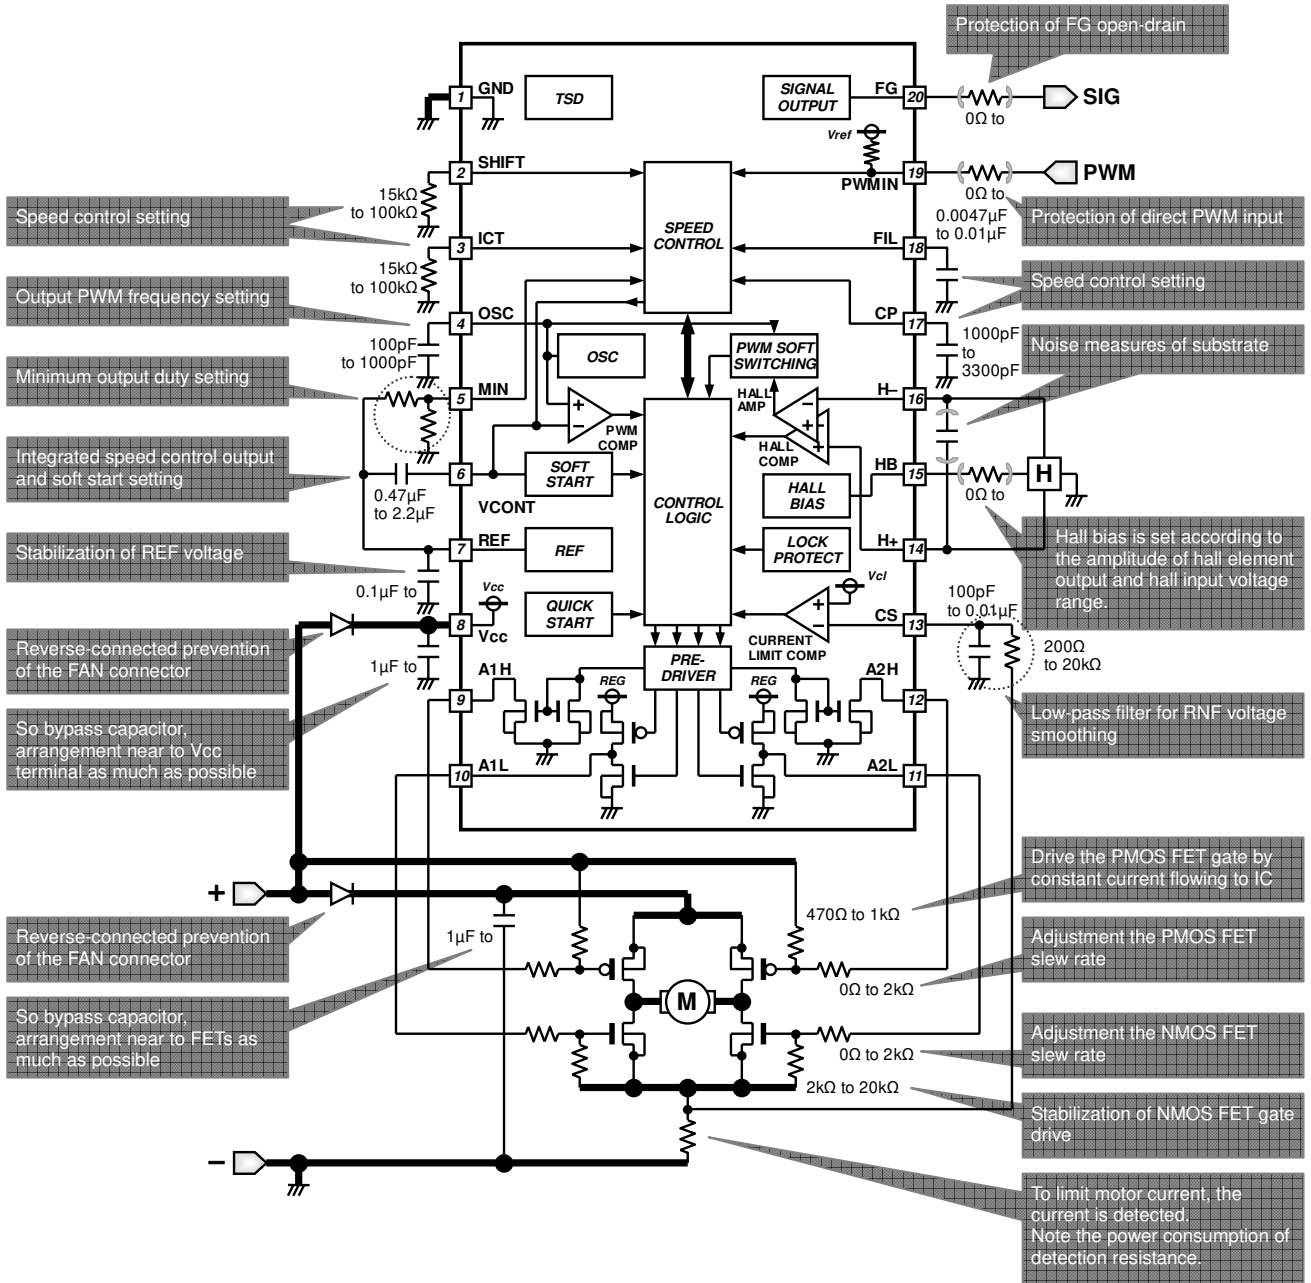 Protection of FG open-drain
1
GND
TSD
SIGNAL
OUTPUT
FG
20
SIG
0Ω to
Vref
2
SHIFT
PWMIN
19
PWM
0Ω to
Protection of direct PWM input
15kΩ
to 100kΩ
Speed control setting
SPEED
CONTROL
0.0047µF
to 0.01µF
3
ICT
FIL
18
15kΩ
to 100kΩ
Speed control setting
Output PWM frequency setting
4
OSC
CP
17
100pF
to 1000pF
OSC
PWM SOFT
SWITCHING
1000pF
to
3300pF
Noise measures of substrate
Minimum output duty setting
5
MIN
HALL
AMP
H–
16
+
–
PWM
COMP
–
+
–
+
HALL
COMP
Integrated speed control output
and soft start setting
6
VCONT
SOFT
START
0.47µF
to 2.2µF
CONTROL
LOGIC
HALL
BIAS
HB
15
0Ω to
H
Stabilization of REF voltage
7
REF
REF
LOCK
PROTECT
H+
14
Hall bias is set according to
the amplitude of hall element
output and hall input voltage
range.
0.1µF to
Vcc
QUICK
START
Vcl
+
–
CURRENT
LIMIT COMP
CS
13
100pF
to 0.01µF
200Ω
to 20kΩ
8
Vcc
Reverse-connected prevention
of the FAN connector
1µF to
A1H
9
REG
PRE-
DRIVER
REG
A2H
12
Low-pass filter for RNF voltage
smoothing
So bypass capacitor,
arrangement near to Vcc
terminal as much as possible
10
A1L
A2L
11
Drive the PMOS FET gate by
constant current flowing to IC
+
470Ω to 1kΩ
Reverse-connected prevention
of the FAN connector
1µF to
Adjustment the PMOS FET
slew rate
0Ω to 2kΩ
M
So bypass capacitor,
arrangement near to FETs as
much as possible
Adjustment the NMOS FET
slew rate
0Ω to 2kΩ
2kΩ to 20kΩ
Stabilization of NMOS FET gate
drive
–
To limit motor current, the
current is detected.
Note the power consumption of
detection resistance.